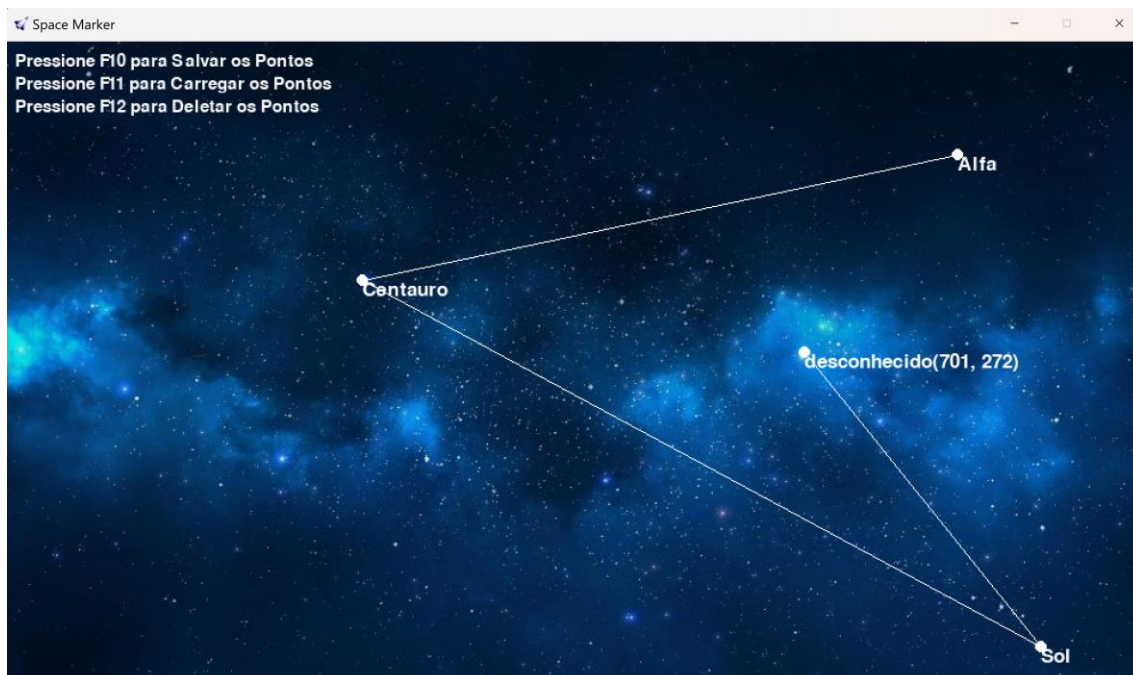 Space Marker
Pressione F10 para Salvar os Pontos
Pressione F11 para Carregar os Pontos
Pressione F12 para Deletar os Pontos
Alfa
Centauro
desconhecido(701, 272)
Sol